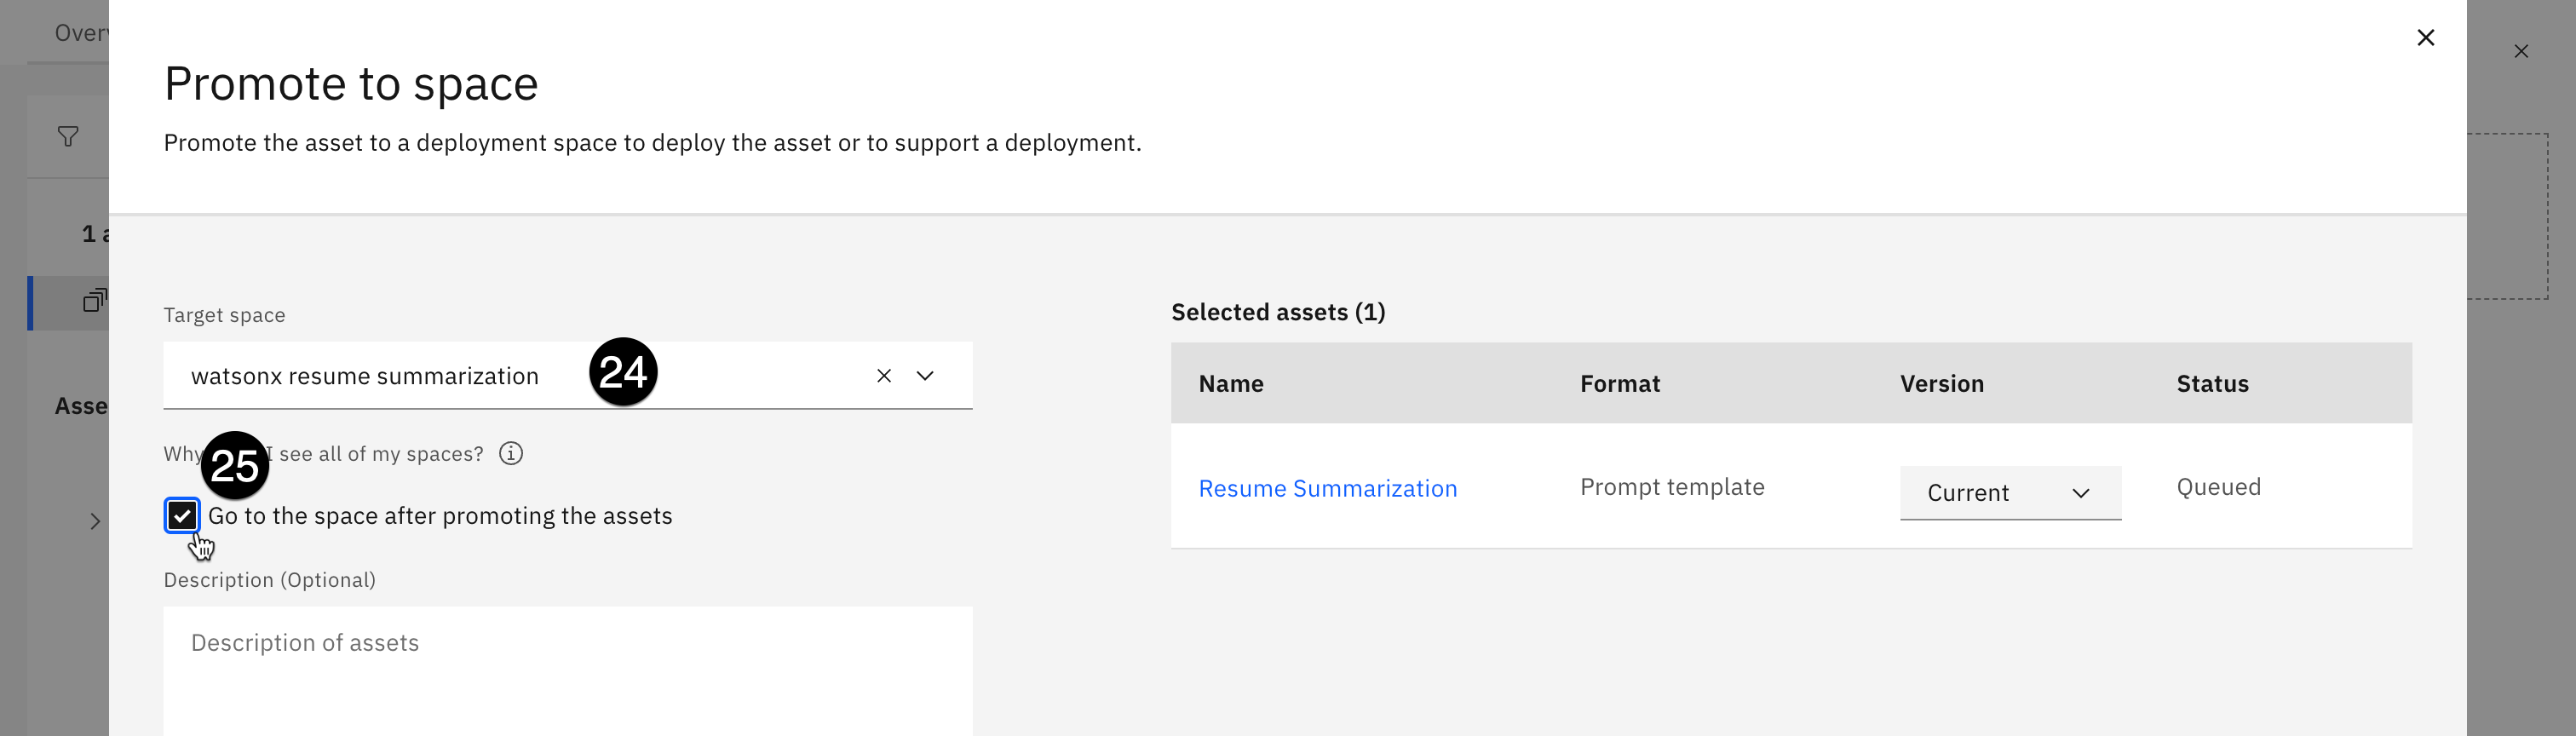 Over
Promote to space
Promote the asset to a deployment space to deploy the asset or to support a deployment.
1 a
Asse
Target space
watsonx resume summarization
24
Why I see all of my spaces?
25
Go to the space after promoting the assets
Description (Optional)
Description of assets
Selected assets (1)
Name Format Version Status
Resume Summarization Prompt template Current Queued